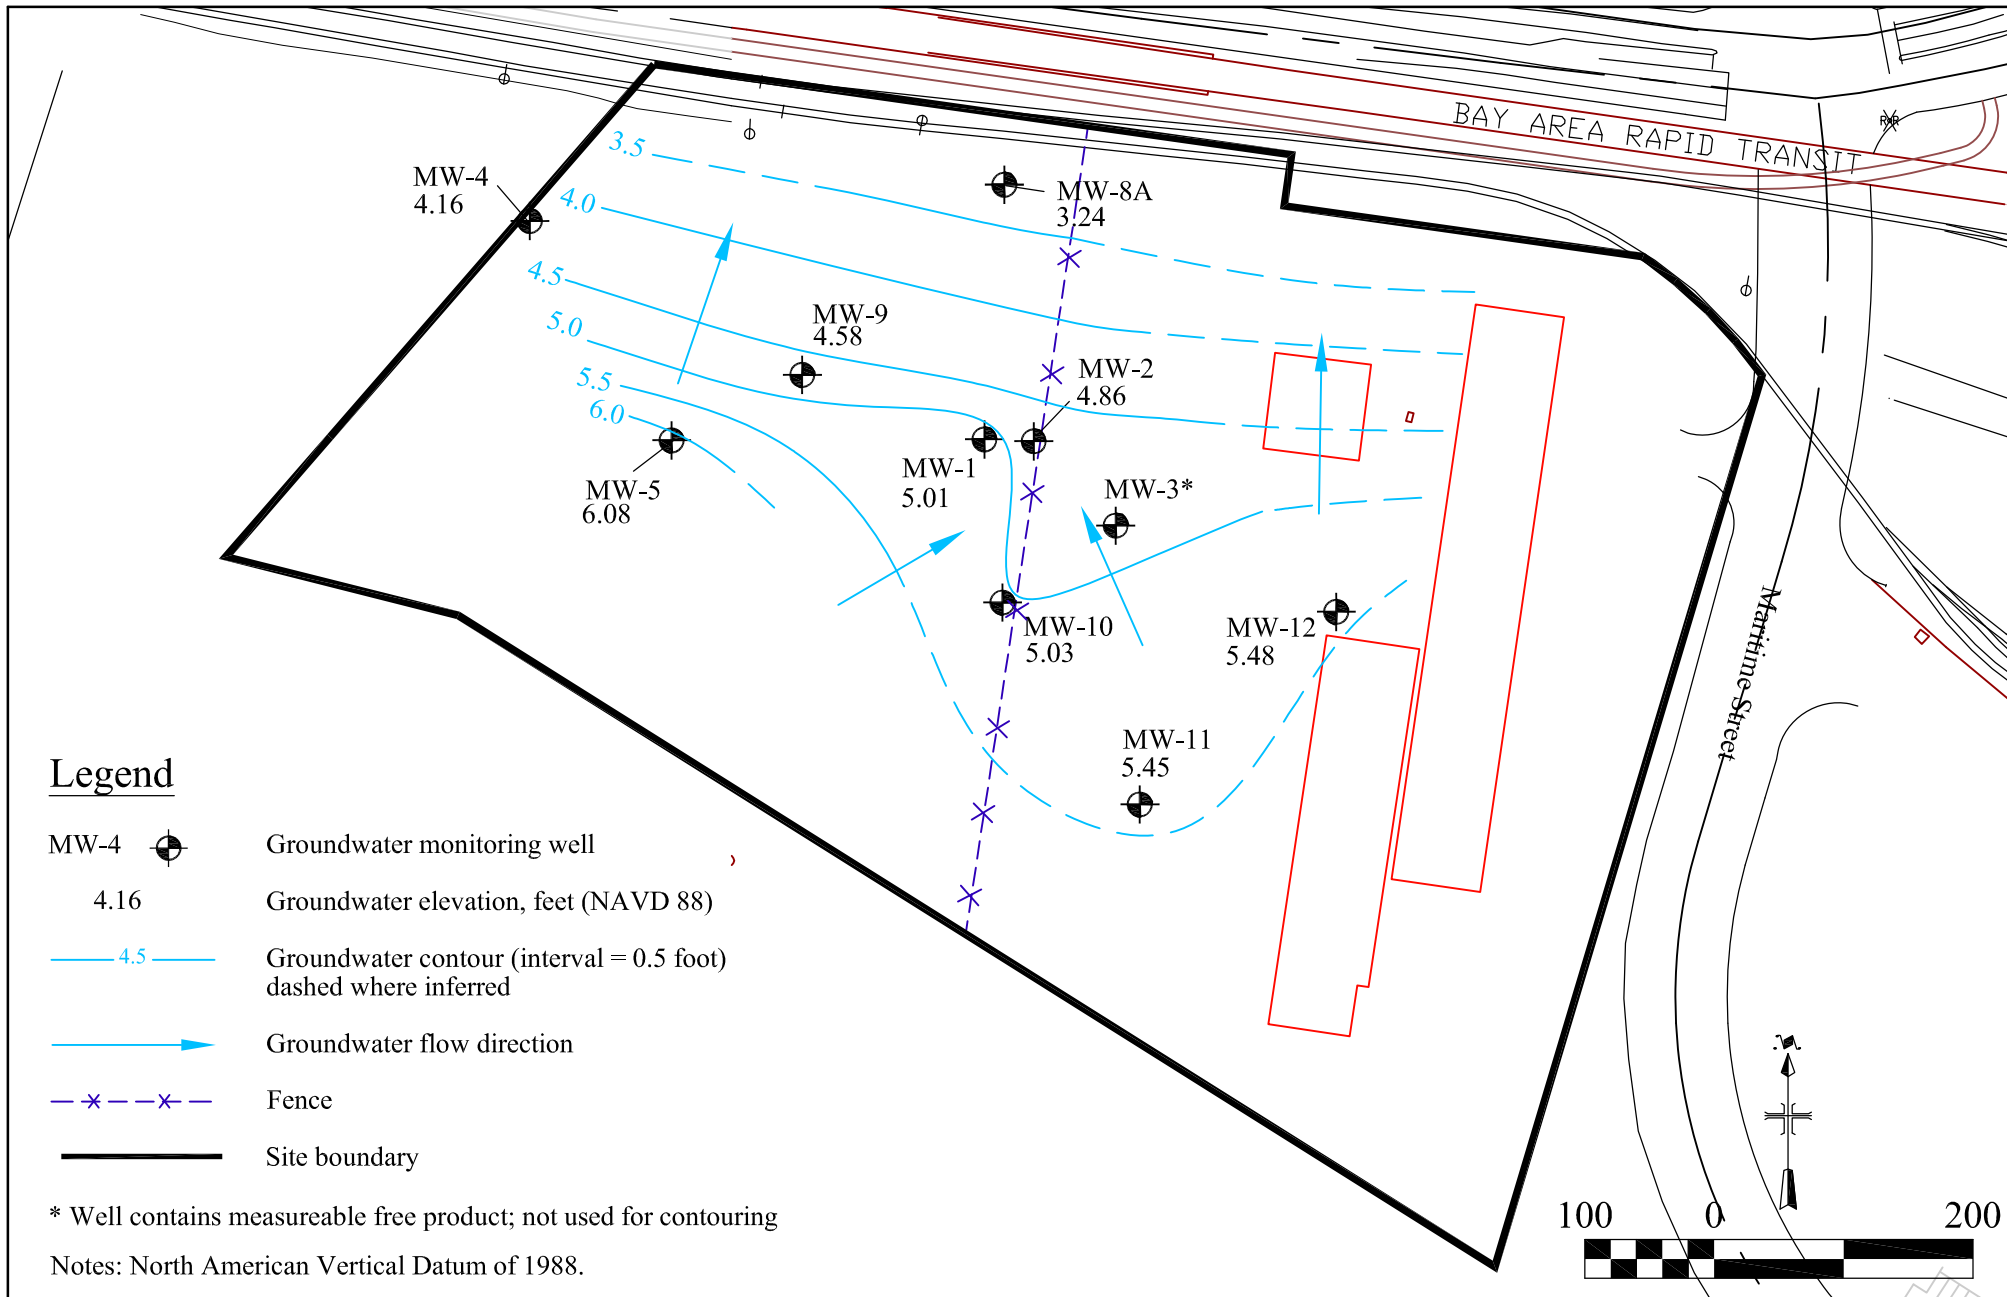 BAY AREA RAPID TRANSIT
RXR
3.5
MW-4
4.16
MW-8A
3.24
4.0
4.5
5.0
MW-9
4.58
MW-2
4.86
5.5
6.0
MW-1
5.01
MW-5
6.08
MW-3*
MW-10
5.03
MW-12
5.48
Maritime Street
MW-11
5.45
Legend
MW-4 Groundwater monitoring well
4.16 Groundwater elevation, feet (NAVD 88)
4.5 Groundwater contour (interval = 0.5 foot)
dashed where inferred
Groundwater flow direction
Fence
Site boundary
* Well contains measureable free product; not used for contouring
Notes: North American Vertical Datum of 1988.
N
100 0 200